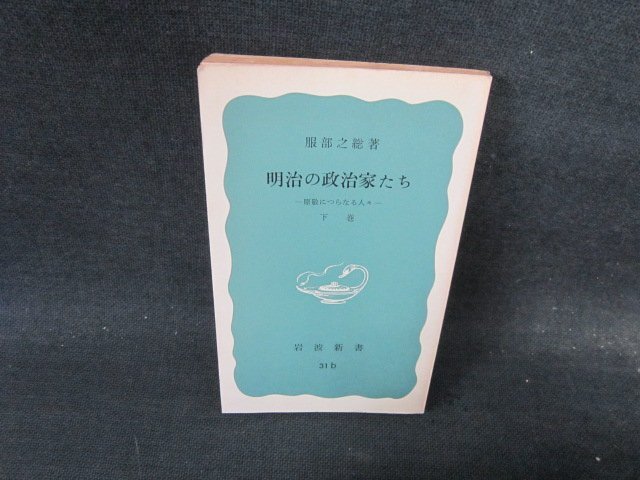 服部之総著
明治の政治家たち
―原敬につらなる人々―
下巻
岩波新書
31b